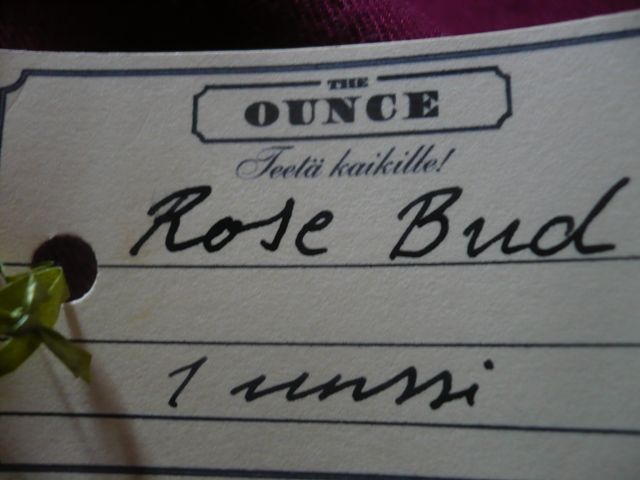 THE
OUNCE
Teetä kaikille!
Rose Bud
1 unssi